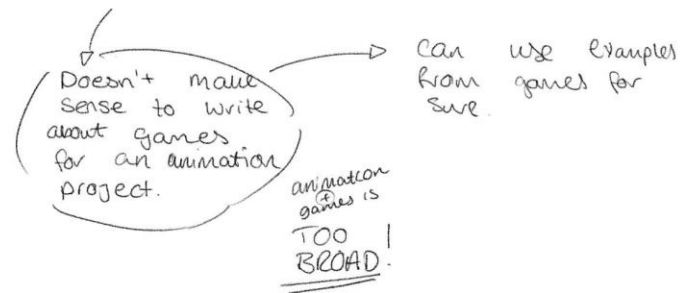 Doesn't make
sense to write
about games
for an animation
project.
can use examples
from games for
sure.
animation
+
games is
TOO
BROAD!